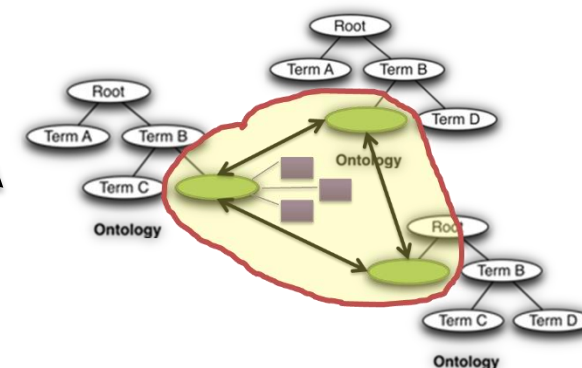 Root
Term A
Term B
Term D
Ontology
Root
Term A
Term B
Term C
Ontology
Root
Term B
Term C
Term D
Ontology